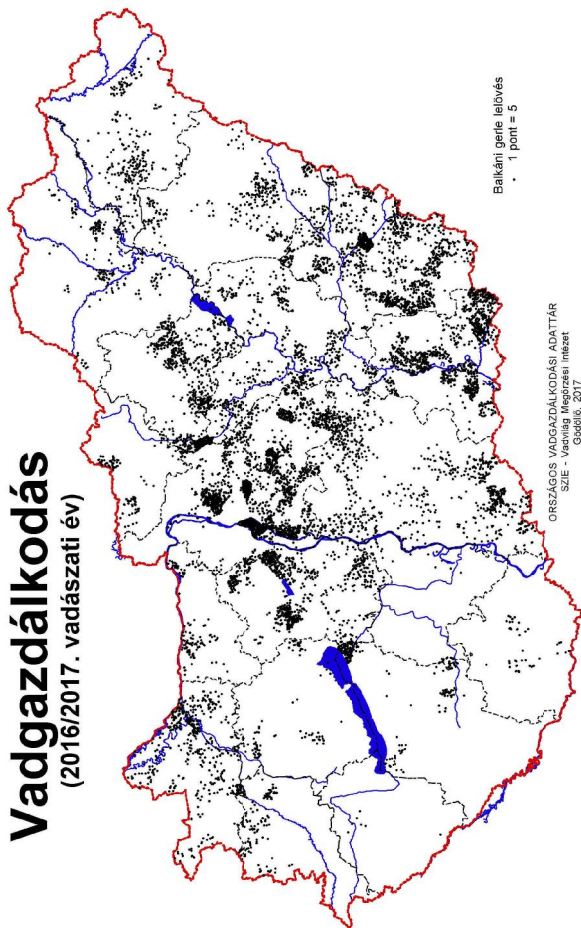 Vadgazdálkodás
(2016/2017. vadászati év)
Balkáni gerle lelövés
• 1 pont = 5
ORSZÁGOS VADGAZDÁLKODÁSI ADATTÁR
SZIE - Vadvilág Megőrzési Intézet
Gödöllő, 2017